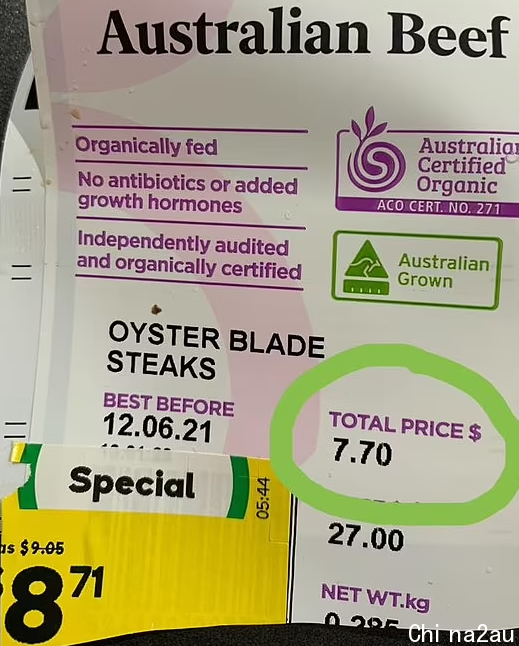 Australian Beef
Organically fed
No antibiotics or added
growth hormones
Independently audited
and organically certified
Australian
Certified
Organic
ACO CERT. NO. 271
Australian
Grown
OYSTER BLADE
STEAKS
BEST BEFORE
12.06.21
TOTAL PRICE $
7.70
Special
05:44
27.00
as $9.05
$8 71
NET WT.kg
Chi na2au